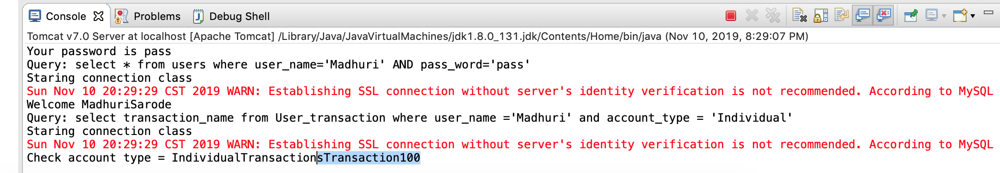 Console Problems Debug Shell
Tomcat v7.0 Server at localhost [Apache Tomcat] /Library/Java/JavaVirtualMachines/jdk1.8.0_131.jdk/Contents/Home/bin/java (Nov 10, 2019, 8:29:07 PM)
Your password is pass
Query: select * from users where user_name='Madhuri' AND pass_word='pass'
Staring connection class
Sun Nov 10 20:29:29 CST 2019 WARN: Establishing SSL connection without server's identity verification is not recommended. According to MySQL
Welcome MadhuriSarode
Query: select transaction_name from User_transaction where user_name ='Madhuri' and account_type = 'Individual'
Staring connection class
Sun Nov 10 20:29:29 CST 2019 WARN: Establishing SSL connection without server's identity verification is not recommended. According to MySQL
Check account type = IndividualTransactionsTransaction100